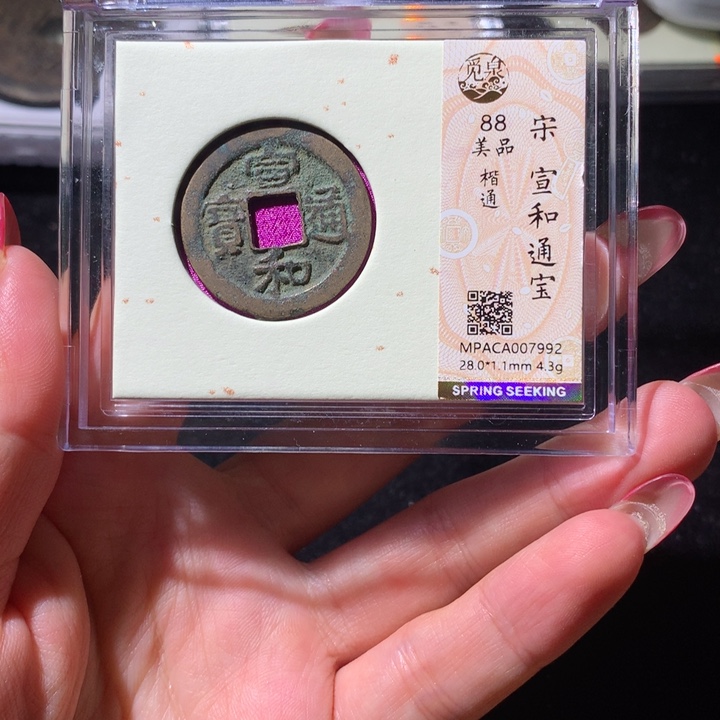 宣
和
通
寶
觅泉
88
美品
楷通
宋 宣和通宝
MPACA007992
28.0*1.1mm 4.3g
SPRING SEEKING